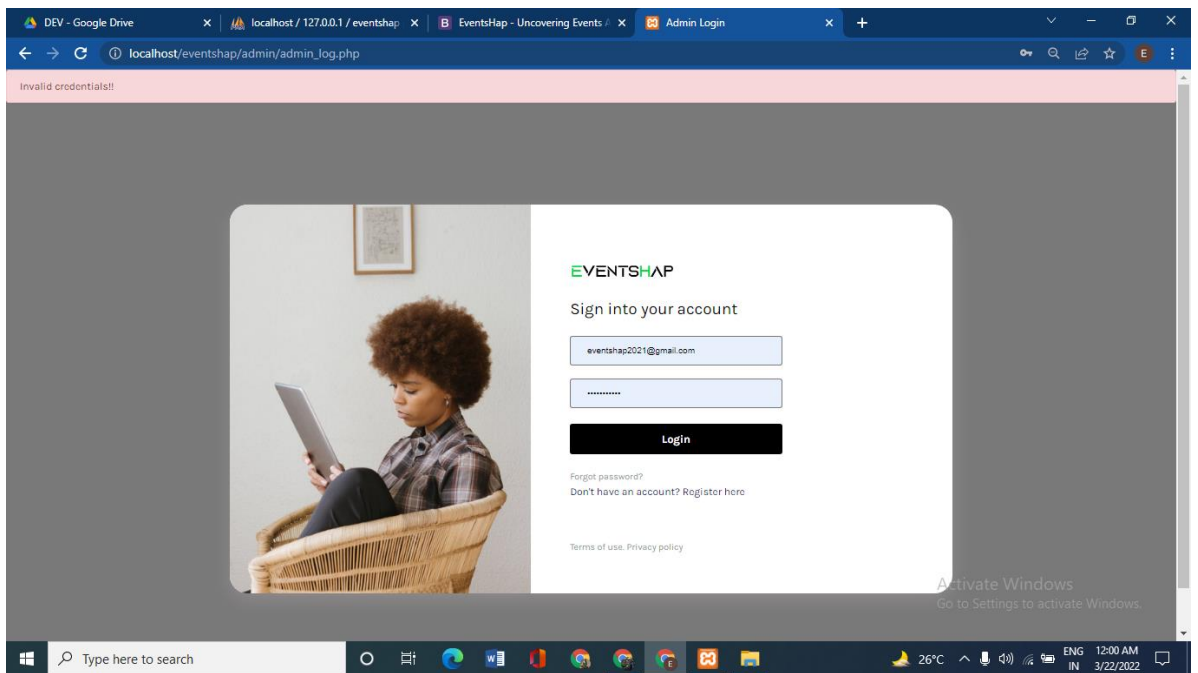 DEV - Google Drive
localhost / 127.0.0.1 / eventshap
EventsHap - Uncovering Events A
Admin Login
localhost/eventshap/admin/admin_log.php
E
Invalid credentials!!
EVENTSHAP
Sign into your account
eventshap2021@gmail.com
Login
Forgot password?
Don't have an account? Register here
Terms of use. Privacy policy
Activate Windows
Go to Settings to activate Windows.
Type here to search
26°C
ENG
IN
12:00 AM
3/22/2022